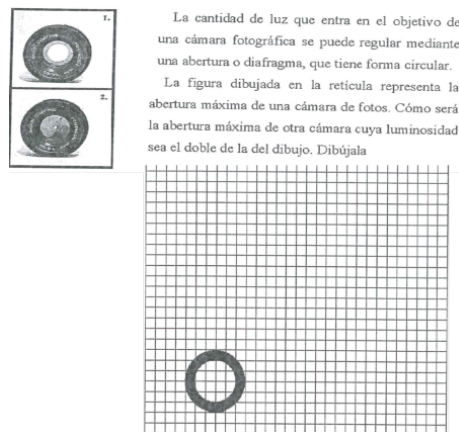 1.
2.
La cantidad de luz que entra en el objetivo de
una cámara fotográfica se puede regular mediante
una abertura o diafragma, que tiene forma circular.
La figura dibujada en la retícula representa la
abertura máxima de una cámara de fotos. Cómo será
la abertura máxima de otra cámara cuya luminosidad
sea el doble de la del dibujo. Dibújala